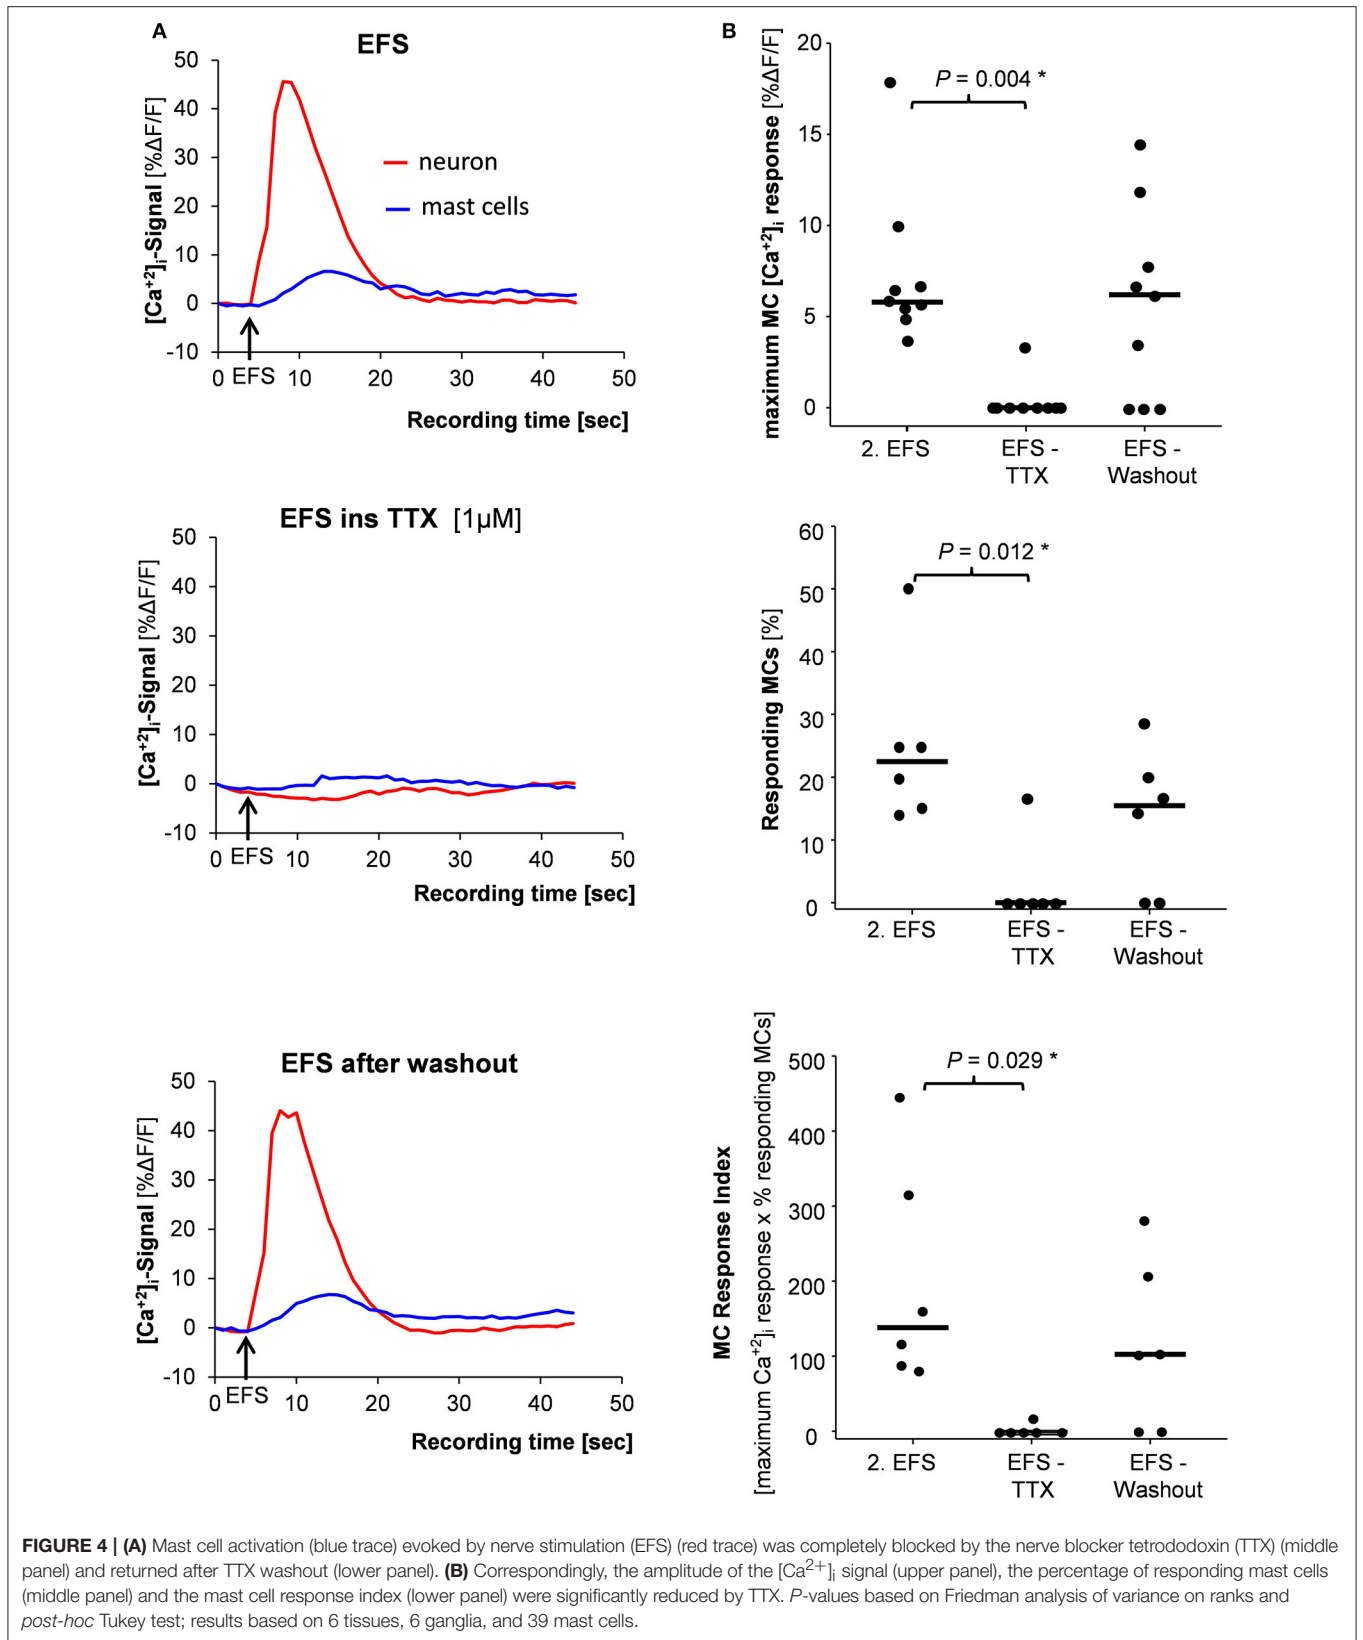 A
EFS
[Ca⁺²]ᵢ-Signal [%ΔF/F]
50
40
30
20
10
0
-10
neuron
mast cells
0 EFS 10 20 30 40 50
Recording time [sec]
EFS ins TTX [1µM]
[Ca⁺²]ᵢ-Signal [%ΔF/F]
50
40
30
20
10
0
-10
0 EFS 10 20 30 40 50
Recording time [sec]
EFS after washout
[Ca⁺²]ᵢ-Signal [%ΔF/F]
50
40
30
20
10
0
-10
0 EFS 10 20 30 40 50
Recording time [sec]
B
maximum MC [Ca⁺²]ᵢ response [%ΔF/F]
20
15
10
5
0
P = 0.004 *
2. EFS EFS - EFS -
TTX Washout
Responding MCs [%]
60
50
40
30
20
10
0
P = 0.012 *
2. EFS EFS - EFS -
TTX Washout
MC Response Index
[maximum Ca⁺²]ᵢ response x % responding MCs]
500
400
300
200
100
0
P = 0.029 *
2. EFS EFS - EFS -
TTX Washout
FIGURE 4 | (A) Mast cell activation (blue trace) evoked by nerve stimulation (EFS) (red trace) was completely blocked by the nerve blocker tetrododoxin (TTX) (middle
panel) and returned after TTX washout (lower panel). (B) Correspondingly, the amplitude of the [Ca²⁺]ᵢ signal (upper panel), the percentage of responding mast cells
(middle panel) and the mast cell response index (lower panel) were significantly reduced by TTX. P-values based on Friedman analysis of variance on ranks and
post-hoc Tukey test; results based on 6 tissues, 6 ganglia, and 39 mast cells.